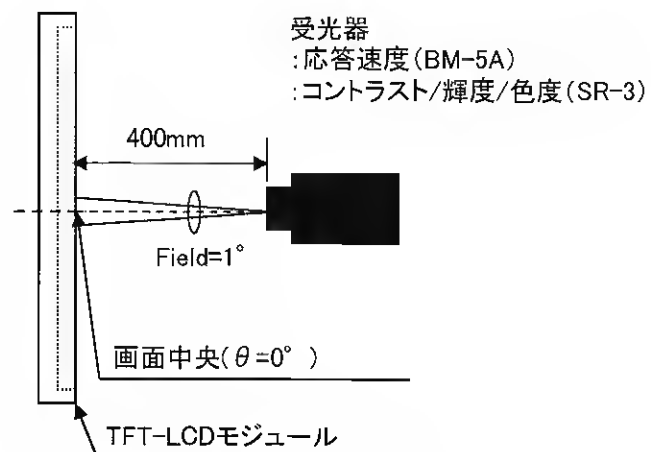 受光器
:応答速度(BM-5A)
:コントラスト/輝度/色度(SR-3)
400mm
Field=1°
画面中央(θ=0° )
TFT-LCDモジュール